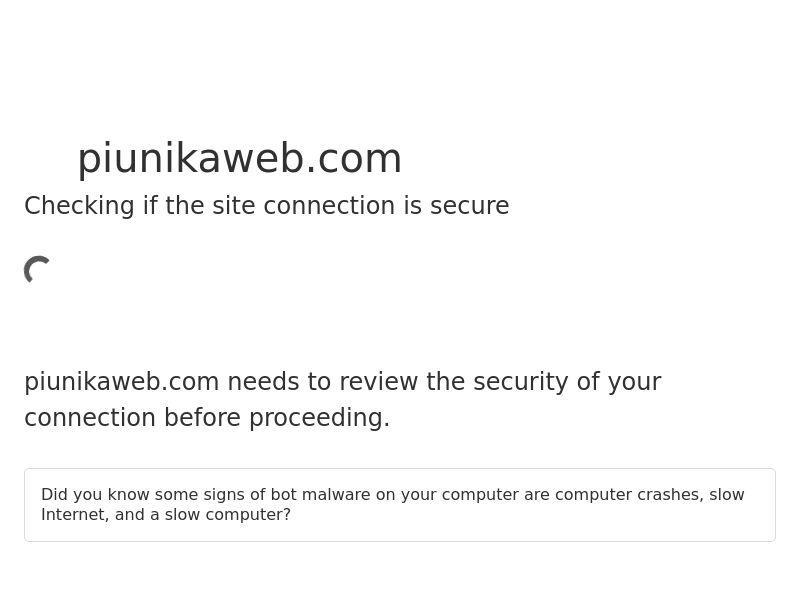 piunikaweb.com
Checking if the site connection is secure
piunikaweb.com needs to review the security of your
connection before proceeding.
Did you know some signs of bot malware on your computer are computer crashes, slow
Internet, and a slow computer?